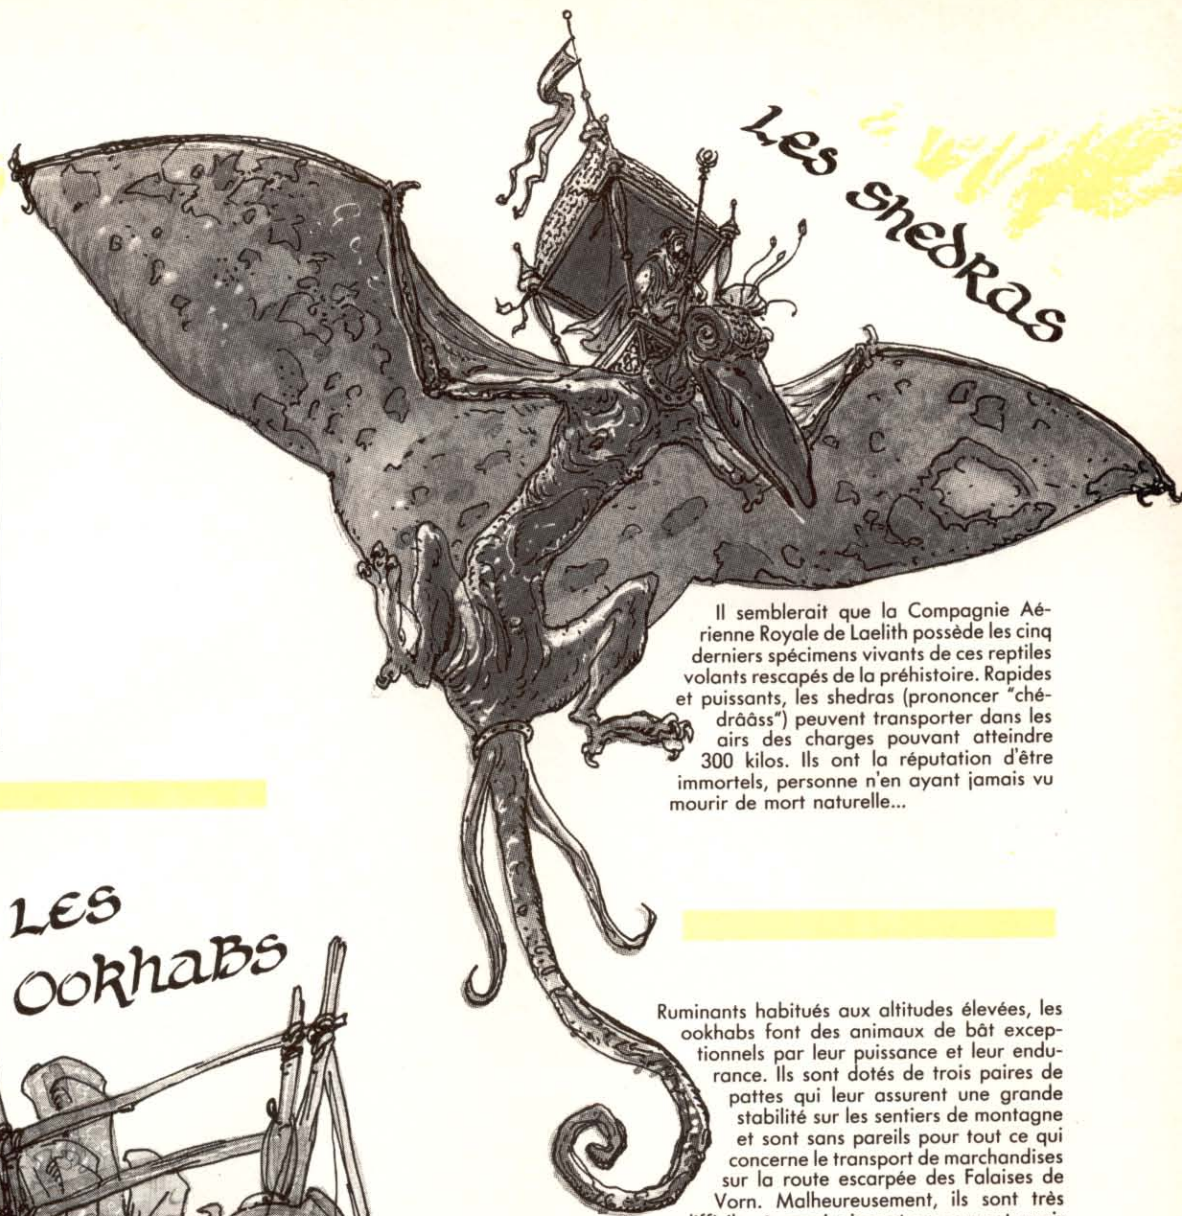 Les shedras
Il semblerait que la Compagnie Aé-
rienne Royale de Laelith possède les cinq
derniers spécimens vivants de ces reptiles
volants rescapés de la préhistoire. Rapides
et puissants, les shedras (prononcer "ché-
drââss") peuvent transporter dans les
airs des charges pouvant atteindre
300 kilos. Ils ont la réputation d'être
immortels, personne n'en ayant jamais vu
mourir de mort naturelle...
Les
ookhabs
Ruminants habitués aux altitudes élevées, les
ookhabs font des animaux de bât excep-
tionnels par leur puissance et leur endu-
rance. Ils sont dotés de trois paires de
pattes qui leur assurent une grande
stabilité sur les sentiers de montagne
et sont sans pareils pour tout ce qui
concerne le transport de marchandises
sur la route escarpée des Falaises de
Vorn. Malheureusement, ils sont très